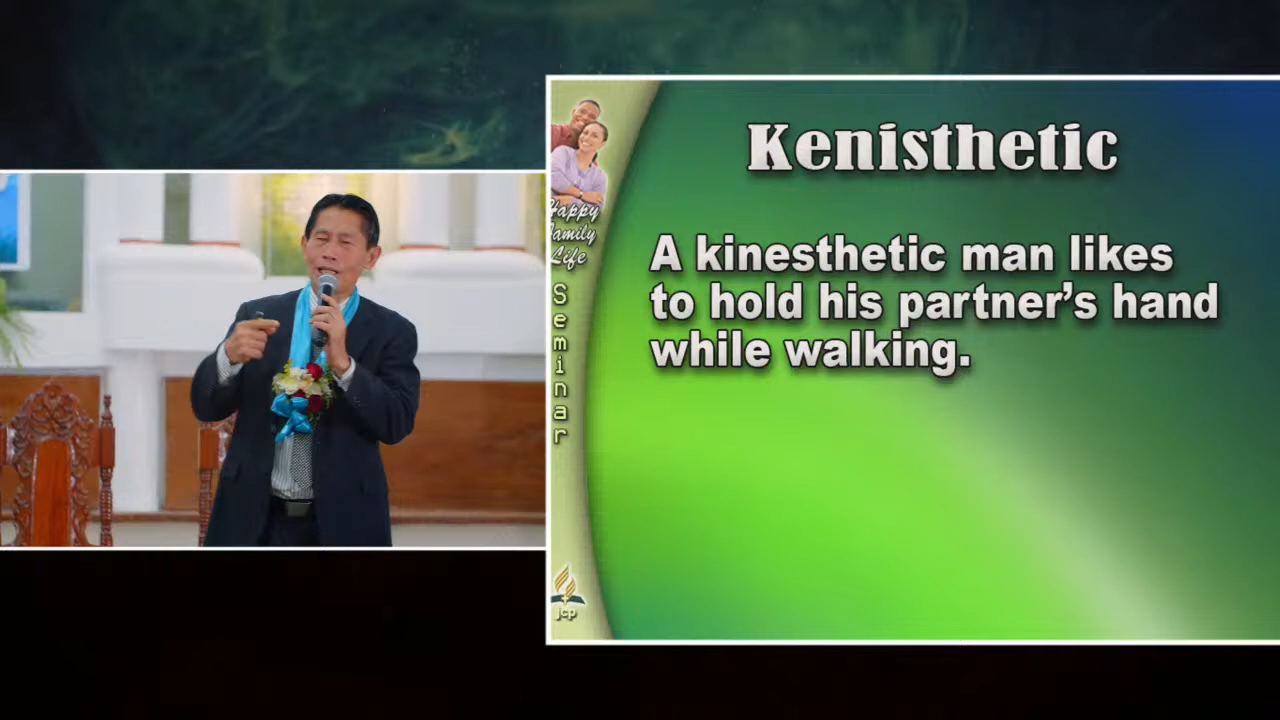 Kenisthetic
A kinesthetic man likes
to hold his partner's hand
while walking.
Happy
Family
Life
Seminar
jcp